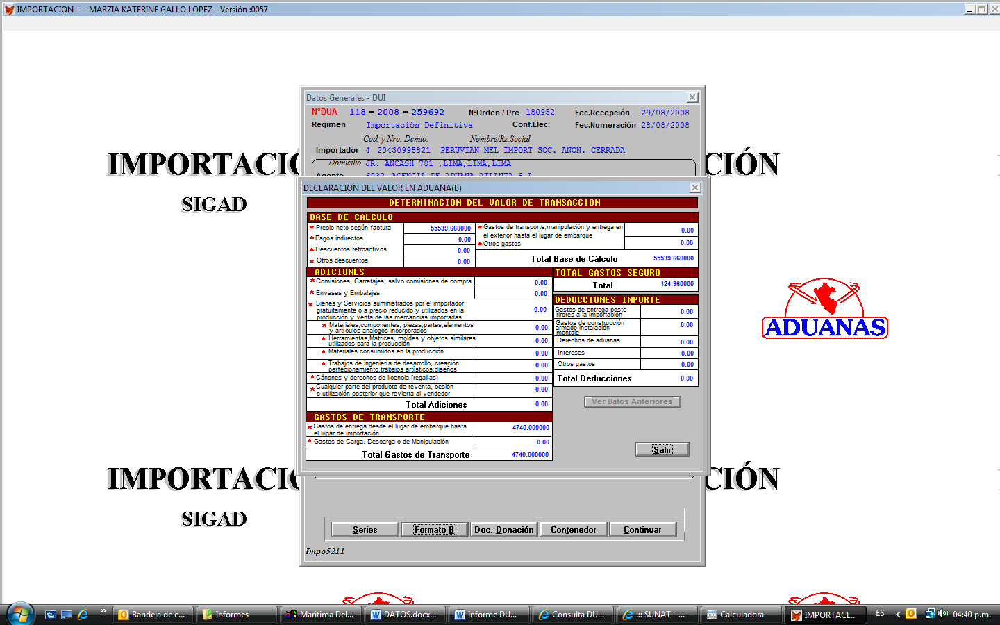 IMPORTACION -  - MARZIA KATERINE GALLO LOPEZ - Versión :0057
Datos Generales - DUI
N°DUA 118 - 2008 - 259692 N°Orden / Pre 180952 Fec.Recepción 29/08/2008
Regimen Importación Definitiva Conf.Elec: Fec.Numeración 28/08/2008
Cod. y Nro. Dcmto. Nombre/Rz.Social
Importador 4 20430995821 PERUVIAN MEL IMPORT SOC. ANON. CERRADA
Domicilio JR. ANCASH 781 ,LIMA,LIMA,LIMA
Agente 6932 AGENCIA DE ADUANA ATLANTA S A
IMPORTACIÓ CIÓN
SIGAD
DECLARACION DEL VALOR EN ADUANA(B)
DETERMINACION DEL VALOR DE TRANSACCION
BASE DE CALCULO
* Precio neto según factura 55539.660000
* Pagos indirectos 0.00
* Descuentos retroactivos 0.00
* Otros descuentos 0.00
* Gastos de transporte,manipulación y entrega en
el exterior hasta el lugar de embarque 0.00
* Otros gastos 0.00
Total Base de Cálculo 55539.660000
ADICIONES
* Comisiones, Carretajes, salvo comisiones de compra 0.00
* Envases y Embalajes 0.00
* Bienes y Servicios suministrados por el importador
gratuitamente o a precio reducido y utilizados en la
producción y venta de las mercancias importadas 0.00
* Materiales,componentes, piezas,partes,elementos
y artículos análogos incorporados 0.00
* Herramientas,Matrices, moldes y objetos similares
utilizados para la producción 0.00
* Materiales consumidos en la producción 0.00
* Trabajos de ingeniería de desarrollo, creación
perfecionamiento,trabajos artísticos,diseños 0.00
* Cánones y derechos de licencia (regalías) 0.00
* Cualquier parte del producto de reventa, cesión
o utilización posterior que revierta al vendedor 0.00
Total Adiciones 0.00
GASTOS DE TRANSPORTE
* Gastos de entrega desde el lugar de embarque hasta
el lugar de importación 4740.000000
* Gastos de Carga, Descarga o de Manipulación 0.00
Total Gastos de Transporte 4740.000000
TOTAL GASTOS SEGURO
Total 124.960000
DEDUCCIONES IMPORTE
Gastos de entrega poste
rirores a la importación 0.00
Gastos de construcción
armado,instalación
montaje 0.00
Derechos de aduanas 0.00
Intereses 0.00
Otros gastos 0.00
Total Deducciones 0.00
Ver Datos Anteriores
Salir
ADUANAS
IMPORTACIÓ CIÓN
SIGAD
Series Formato B Doc. Donación Contenedor Continuar
Impo5211
Bandeja de e... Informes Maritima Del... DATOS.docx... Informe DU... Consulta DU... .:: SUNAT - ... Calculadora IMPORTACI... ES 04:40 p.m.